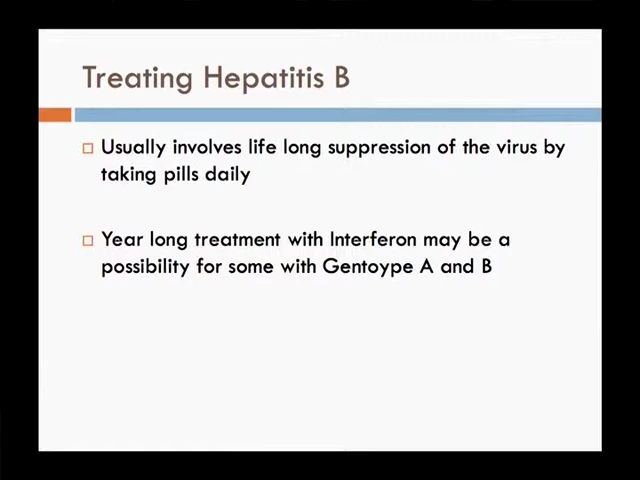 Treating Hepatitis B
Usually involves life long suppression of the virus by
taking pills daily
Year long treatment with Interferon may be a
possibility for some with Gentoype A and B